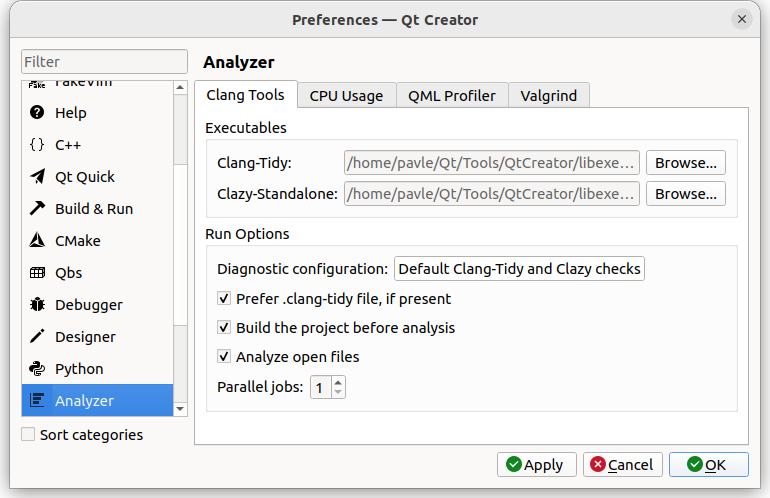 Preferences — Qt Creator
Filter
Analyzer
FakeVim
Help
C++
Qt Quick
Build & Run
CMake
Qbs
Debugger
Designer
Python
Analyzer
Sort categories
Clang Tools
CPU Usage
QML Profiler
Valgrind
Executables
Clang-Tidy: /home/pavle/Qt/Tools/QtCreator/libexe... Browse...
Clazy-Standalone: /home/pavle/Qt/Tools/QtCreator/libexe... Browse...
Run Options
Diagnostic configuration: Default Clang-Tidy and Clazy checks
Prefer .clang-tidy file, if present
Build the project before analysis
Analyze open files
Parallel jobs: 1
Apply
Cancel
OK